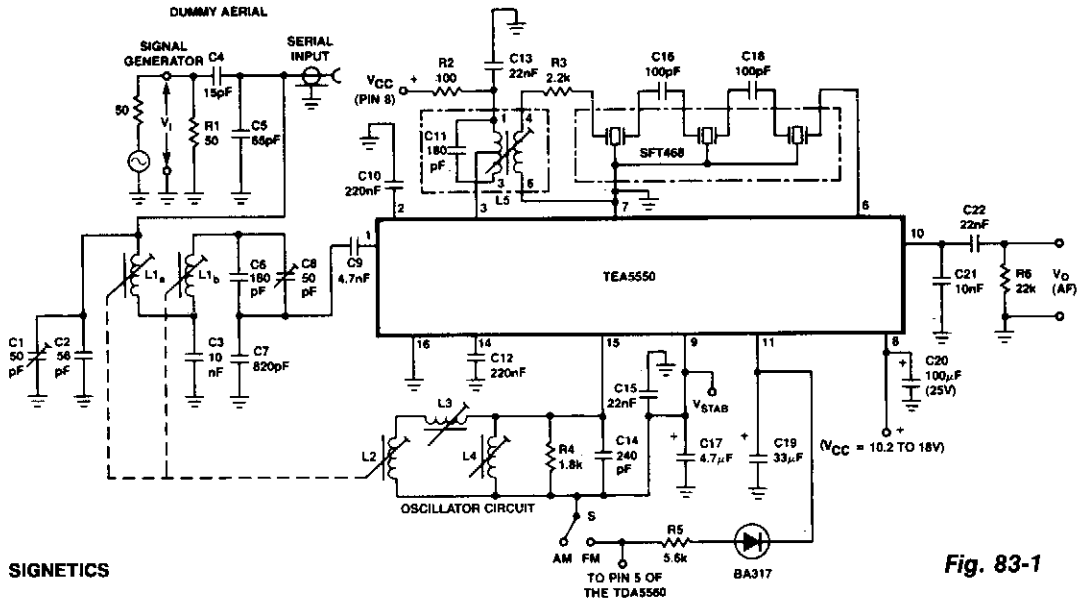 DUMMY AERIAL
SIGNAL
GENERATOR
C4
15pF
SERIAL
INPUT
50
V_I
R1
50
C5
65pF
VCC
(PIN 8)
+
R2
100
C13
22nF
R3
2.2k
C16
100pF
C18
100pF
C11
180
pF
1
4
3
6
L5
SFT468
C10
220nF
2
3
7
6
1
C9
4.7nF
TEA5550
10
C22
22nF
C21
10nF
R6
22k
VO
(AF)
L1a
L1b
C6
180
pF
C8
50
pF
C1
50
pF
C2
56
pF
C3
10
nF
C7
820pF
16
14
15
9
11
8
C12
220nF
C15
22nF
VSTAB
+
C20
100μF
(25V)
+
(VCC = 10.2 TO 18V)
L3
L2
L4
R4
1.8k
C14
240
pF
+
C17
4.7μF
+
C19
33μF
OSCILLATOR CIRCUIT
S
AM
FM
R5
5.6k
BA317
TO PIN 5 OF
THE TDA5560
SIGNETICS
Fig. 83-1